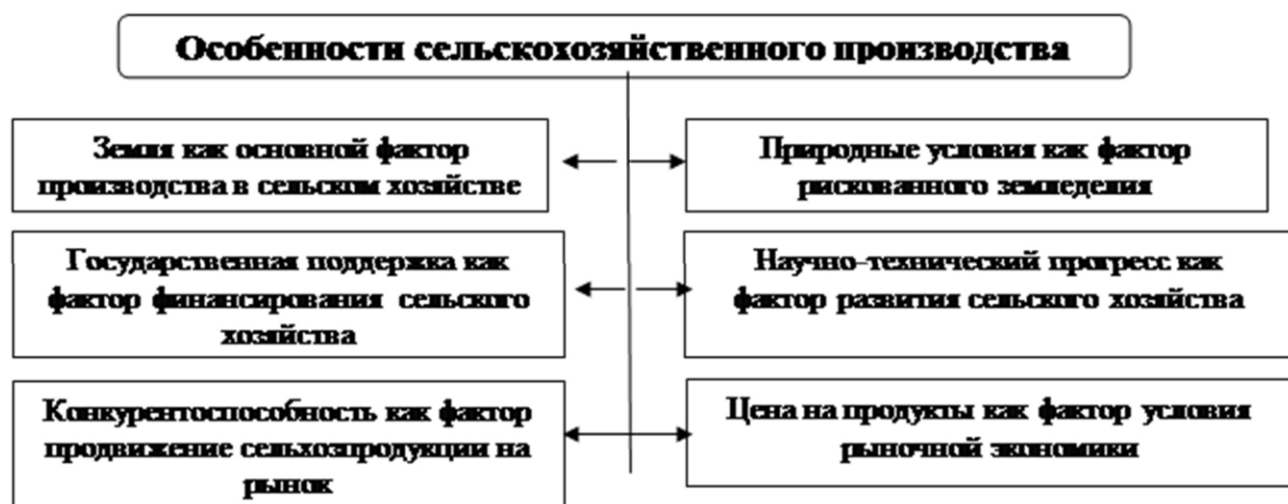 Особенности сельскохозяйственного производства
Земля как основной фактор
производства в сельском хозяйстве
Природные условия как фактор
рискованного земледелия
Государственная поддержка как
фактор финансирования сельского
хозяйства
Научно-технический прогресс как
фактор развития сельского хозяйства
Конкурентоспособность как фактор
продвижение сельхозпродукции на
рынок
Цена на продукты как фактор условия
рыночной экономики